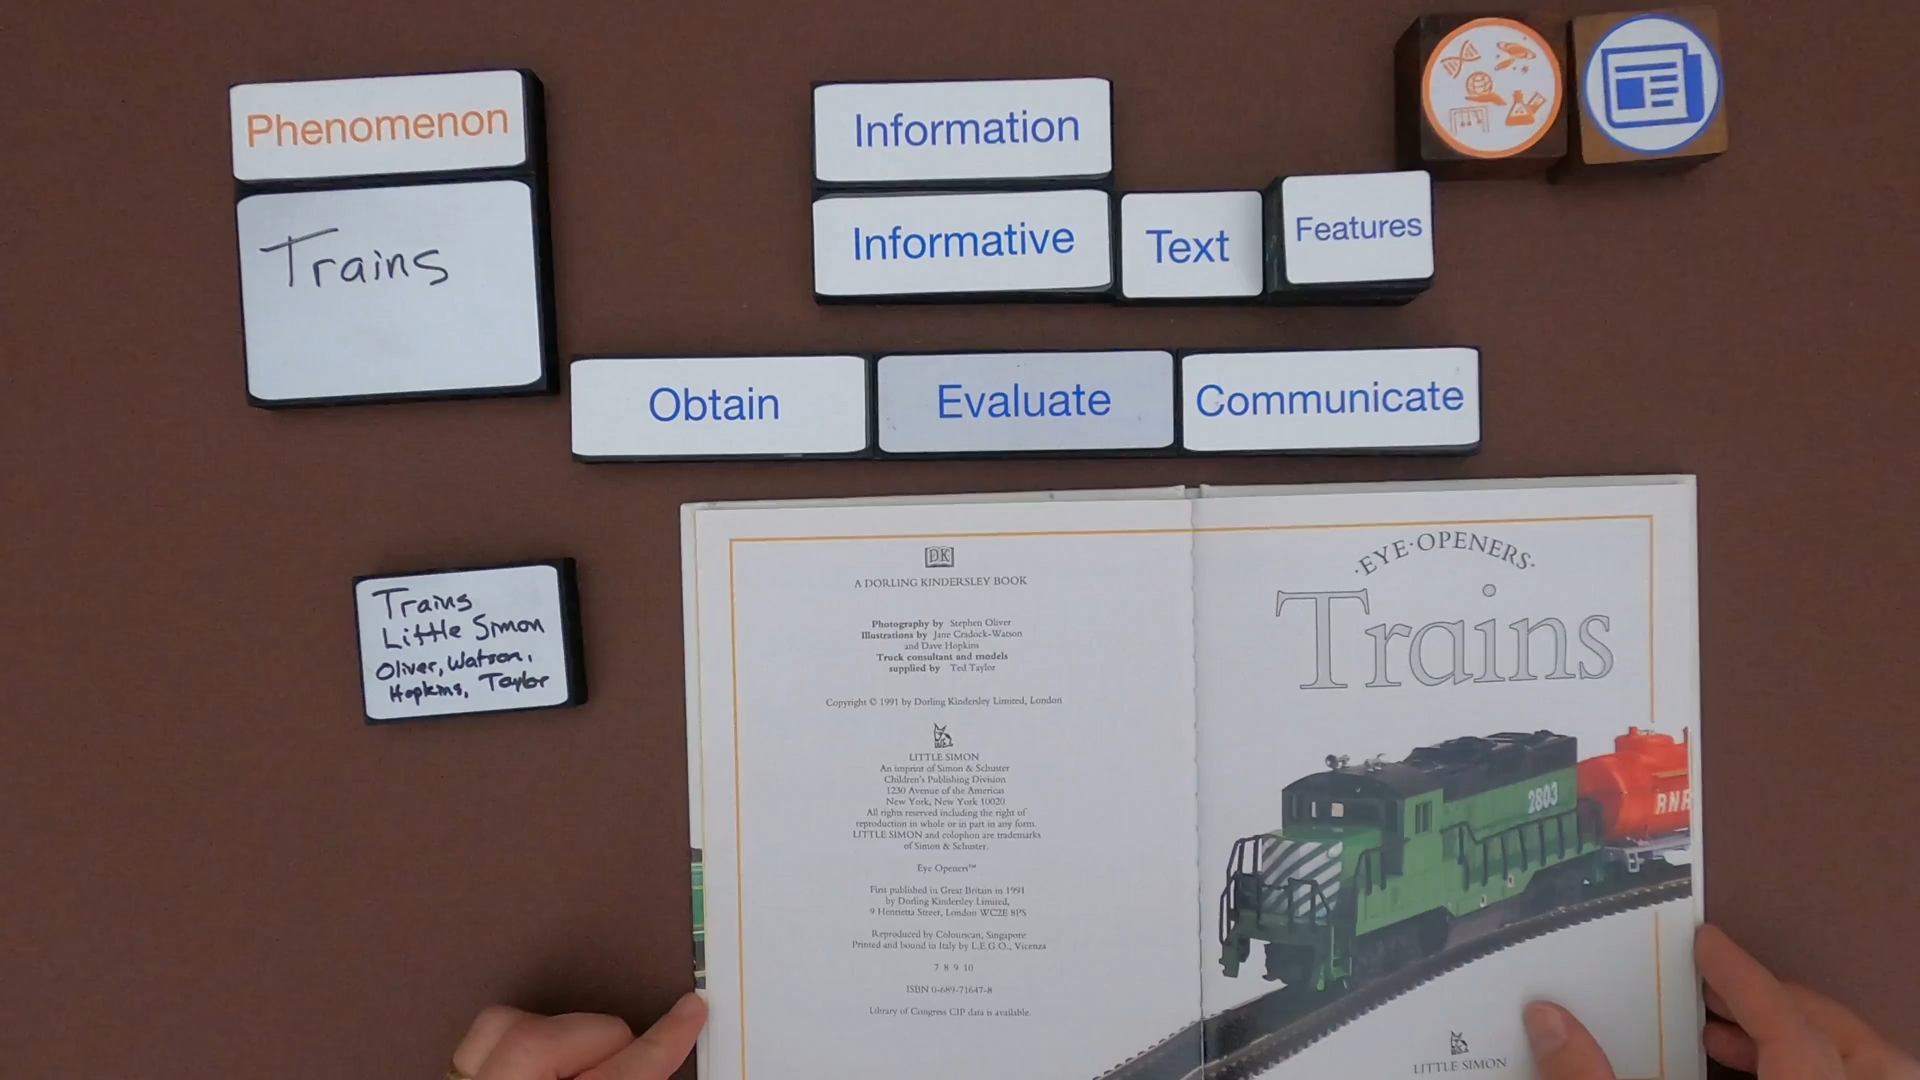 Phenomenon
Trains
Information
Informative
Text
Features
Obtain
Evaluate
Communicate
Trains
Little Simon
Oliver, Watson,
Hopkins, Taylor
DK
A DORLING KINDERSLEY BOOK
Photography by Stephen Oliver
Illustrations by Jane Cradock-Watson
and Dave Hopkins
Truck consultant and models
supplied by Ted Taylor
Copyright © 1991 by Dorling Kindersley Limited, London
LITTLE SIMON
An imprint of Simon & Schuster
Children's Publishing Division
1230 Avenue of the Americas
New York, New York 10020
All rights reserved including the right of
reproduction in whole or in part in any form.
LITTLE SIMON and colophon are trademarks
of Simon & Schuster.
Eye Openers™
First published in Great Britain in 1991
by Dorling Kindersley Limited,
9 Henrietta Street, London WC2E 8PS
Reproduced by Colourscan, Singapore
Printed and bound in Italy by L.E.G.O., Vicenza
7 8 9 10
ISBN 0-689-71647-8
Library of Congress CIP data is available.
·EYE·OPENERS·
Trains
2803
LITTLE SIMON